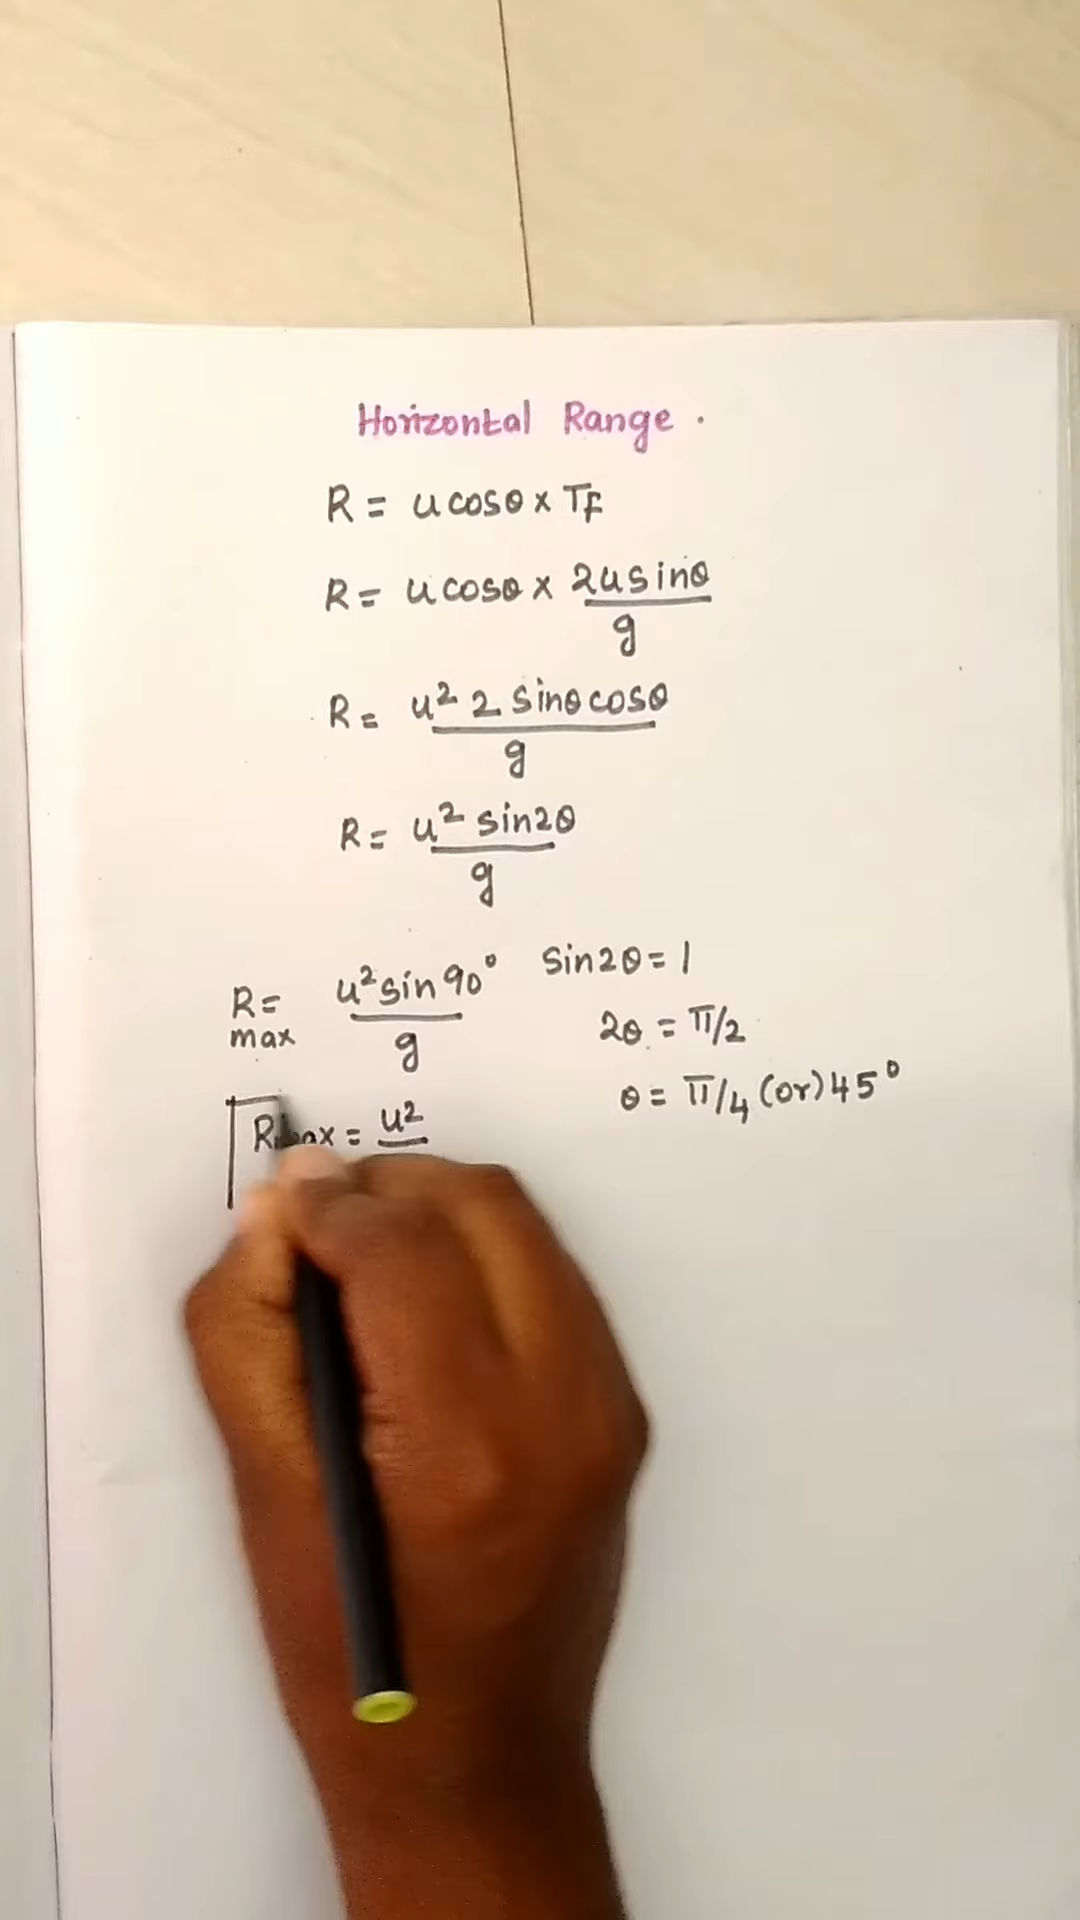 Horizontal Range .
R = u cosθ x TF
R = u cosθ x 2u sinθ / g
R = u² 2 sinθ cosθ / g
R = u² sin2θ / g
R max = u² sin 90° / g
sin2θ = 1
2θ = π/2
θ = π/4 (or) 45°
Rmax = u²